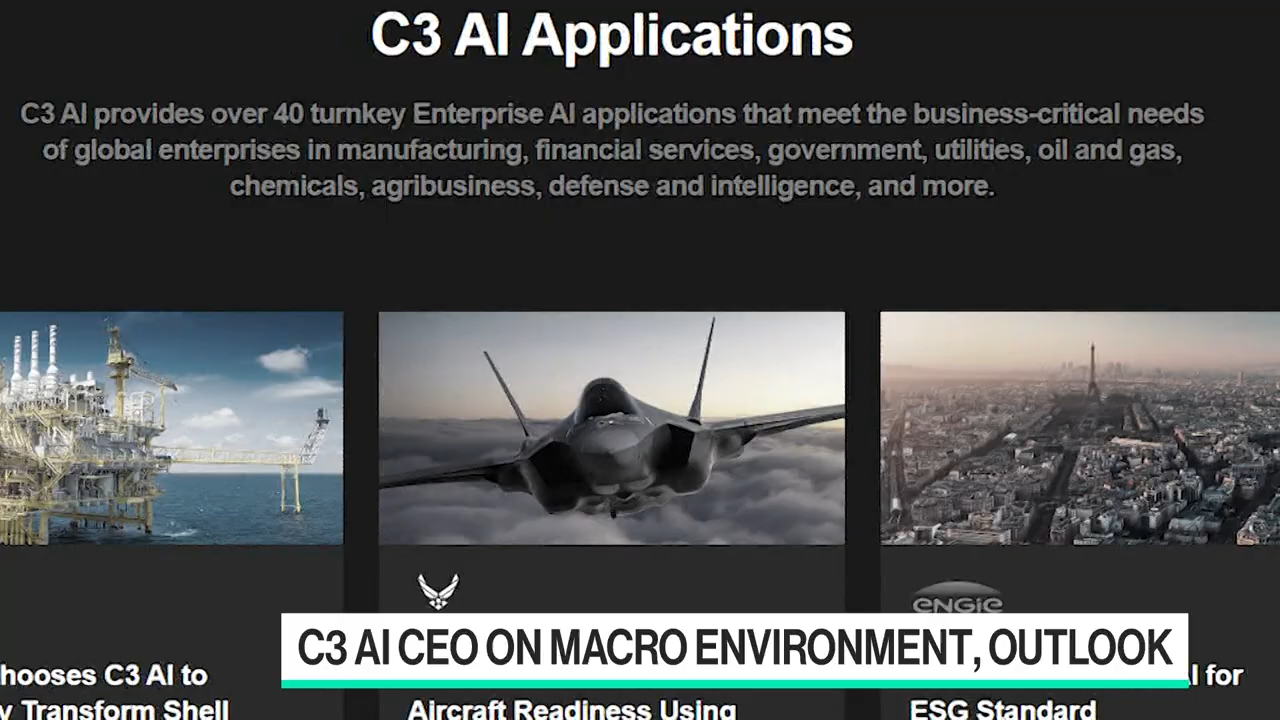 C3 AI Applications
C3 AI provides over 40 turnkey Enterprise AI applications that meet the business-critical needs
of global enterprises in manufacturing, financial services, government, utilities, oil and gas,
chemicals, agribusiness, defense and intelligence, and more.
ENGIE
C3 AI CEO ON MACRO ENVIRONMENT, OUTLOOK
hooses C3 AI to
y Transform Shell
Aircraft Readiness Using
AI for
ESG Standard